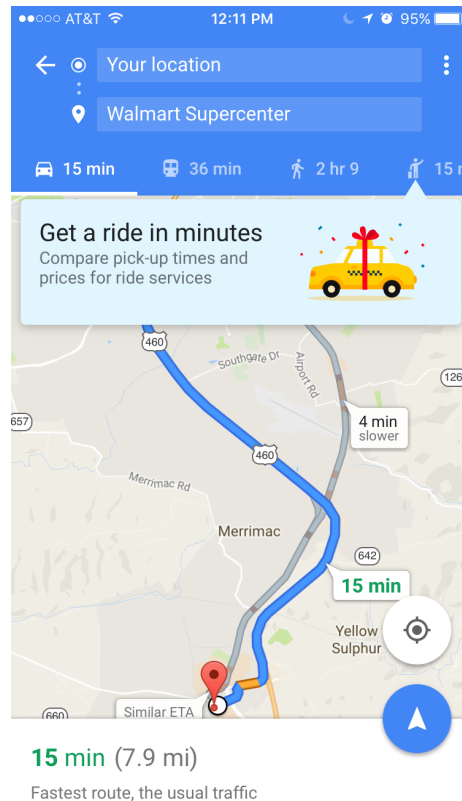 AT&T 12:11 PM 95%
Your location
Walmart Supercenter
15 min 36 min 2 hr 9 15
Get a ride in minutes
Compare pick-up times and
prices for ride services
460
Southgate Dr
Airport Rd
126
657
4 min
slower
460
Merrimac Rd
Merrimac
642
15 min
Yellow
Sulphur
660
Similar ETA
15 min (7.9 mi)
Fastest route, the usual traffic